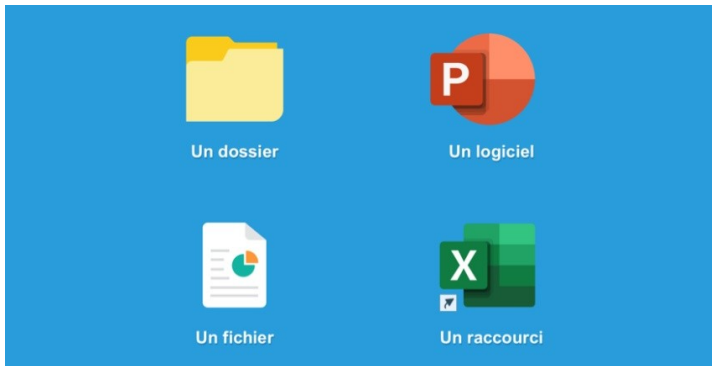 P
Un dossier
Un logiciel
X
Un fichier
Un raccourci